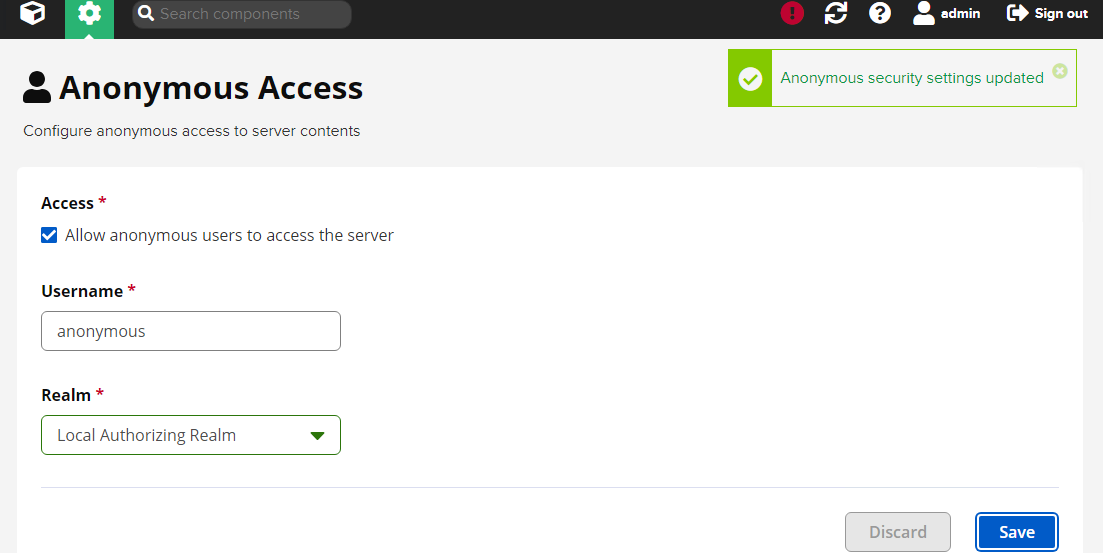 Search components
admin
Sign out
Anonymous security settings updated
Anonymous Access
Configure anonymous access to server contents
Access *
Allow anonymous users to access the server
Username *
anonymous
Realm *
Local Authorizing Realm
Discard
Save